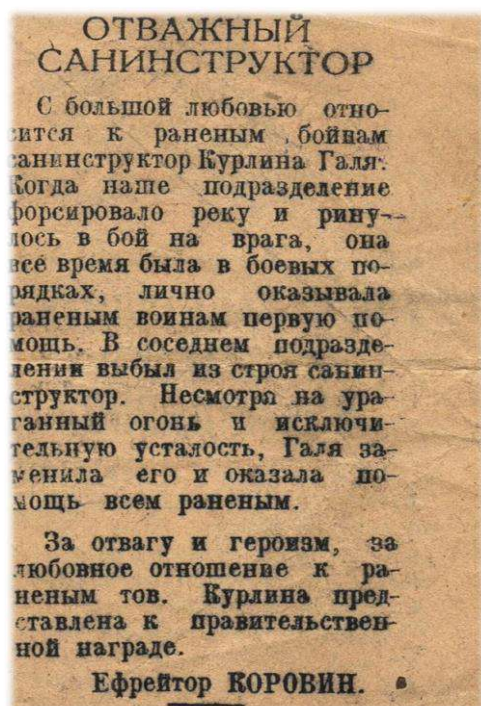 ОТВАЖНЫЙ
САНИНСТРУКТОР
С большой любовью отно-
сится к раненым бойцам
санинструктор Курлина Галя.
Когда наше подразделение
форсировало реку и рину-
лось в бой на врага, она
все время была в боевых по-
рядках, лично оказывала
раненым воинам первую по-
мощь. В соседнем подразде-
лении выбыл из строя санин-
структор. Несмотря на ура-
ганный огонь и исключи-
тельную усталость, Галя за-
менила его и оказала по-
мощь всем раненым.
За отвагу и героизм, за
любовное отношение к ра-
неным тов. Курлина пред-
ставлена к правительствен-
ной награде.
Ефрейтор КОРОВИН.